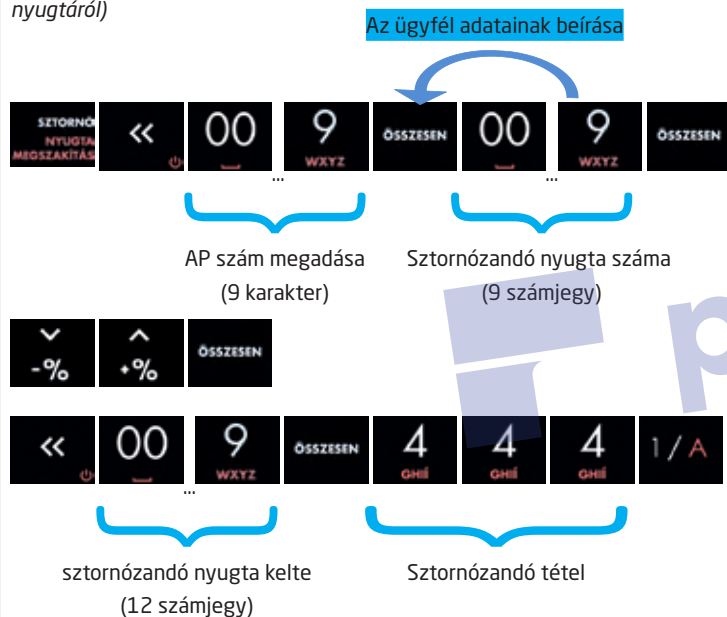 nyugtáról)
Az ügyfél adatainak beírása
SZTORNÓ NYUGTA MEGSZAKÍTÁS << 00 9 WXYZ ÖSSZESEN 00 9 WXYZ ÖSSZESEN
... ...
AP szám megadása Sztornózandó nyugta száma
(9 karakter) (9 számjegy)
-% +% ÖSSZESEN
<< 00 9 WXYZ ÖSSZESEN 4 GHIÍ 4 GHIÍ 4 GHIÍ 1/A
...
sztornózandó nyugta kelte Sztornózandó tétel
(12 számjegy)
p